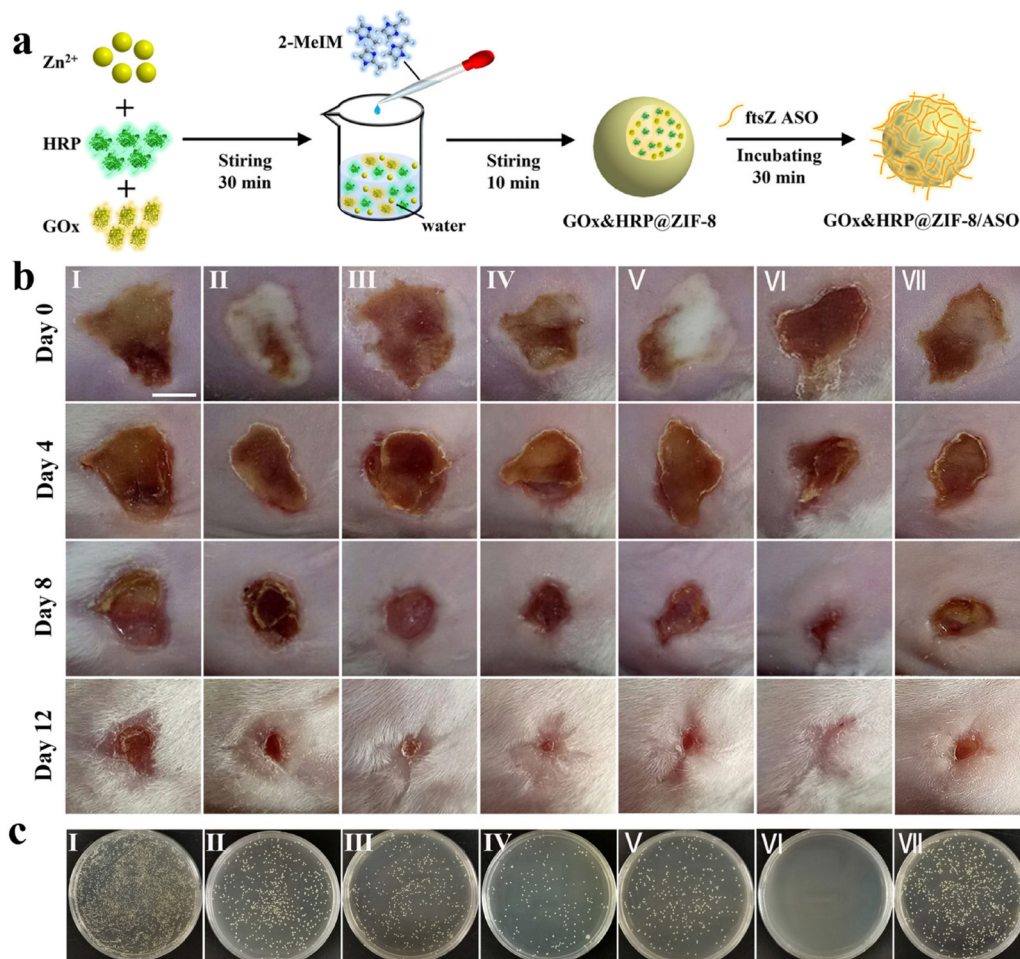 a
Zn²⁺
+
HRP
+
GOx
Stiring
30 min
2-MeIM
water
Stiring
10 min
GOx&HRP@ZIF-8
ftsZ ASO
Incubating
30 min
GOx&HRP@ZIF-8/ASO
b
I II III IV V VI VII
Day 0
Day 4
Day 8
Day 12
c
I II III IV V VI VII